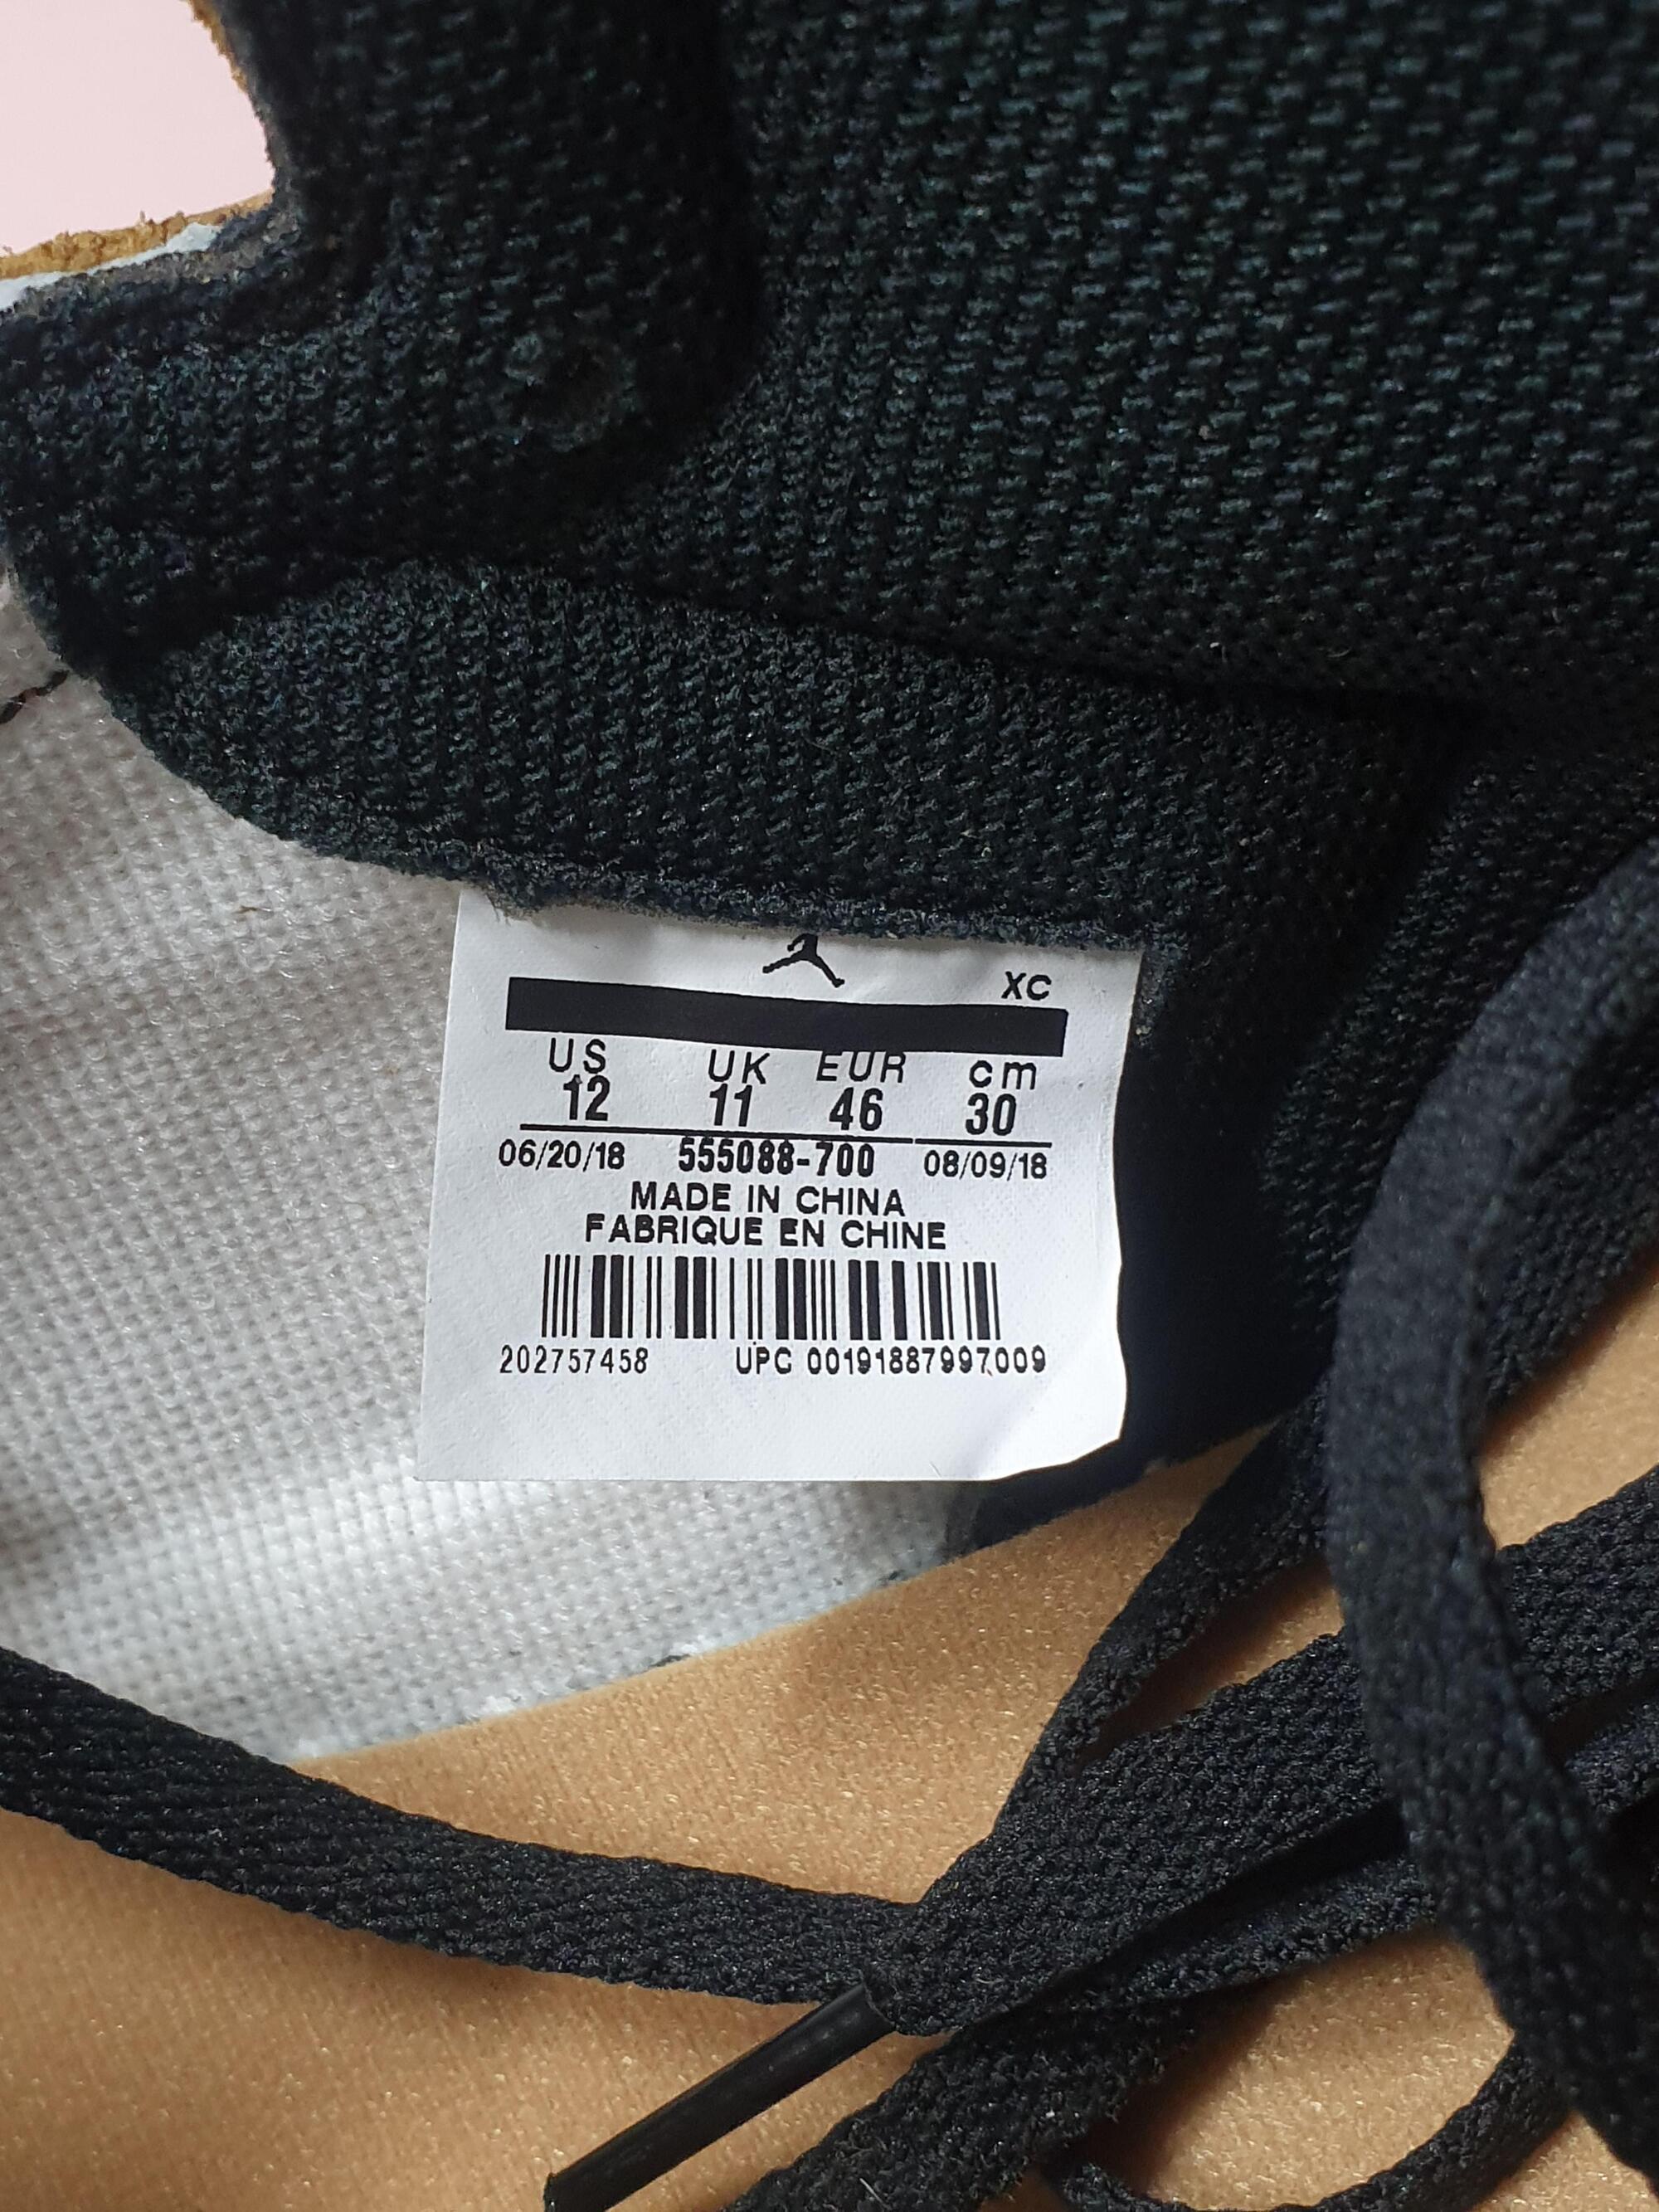 XC
US UK EUR cm
12 11 46 30
06/20/18 555088-700 08/09/18
MADE IN CHINA
FABRIQUE EN CHINE
202757458 UPC 00191887997009